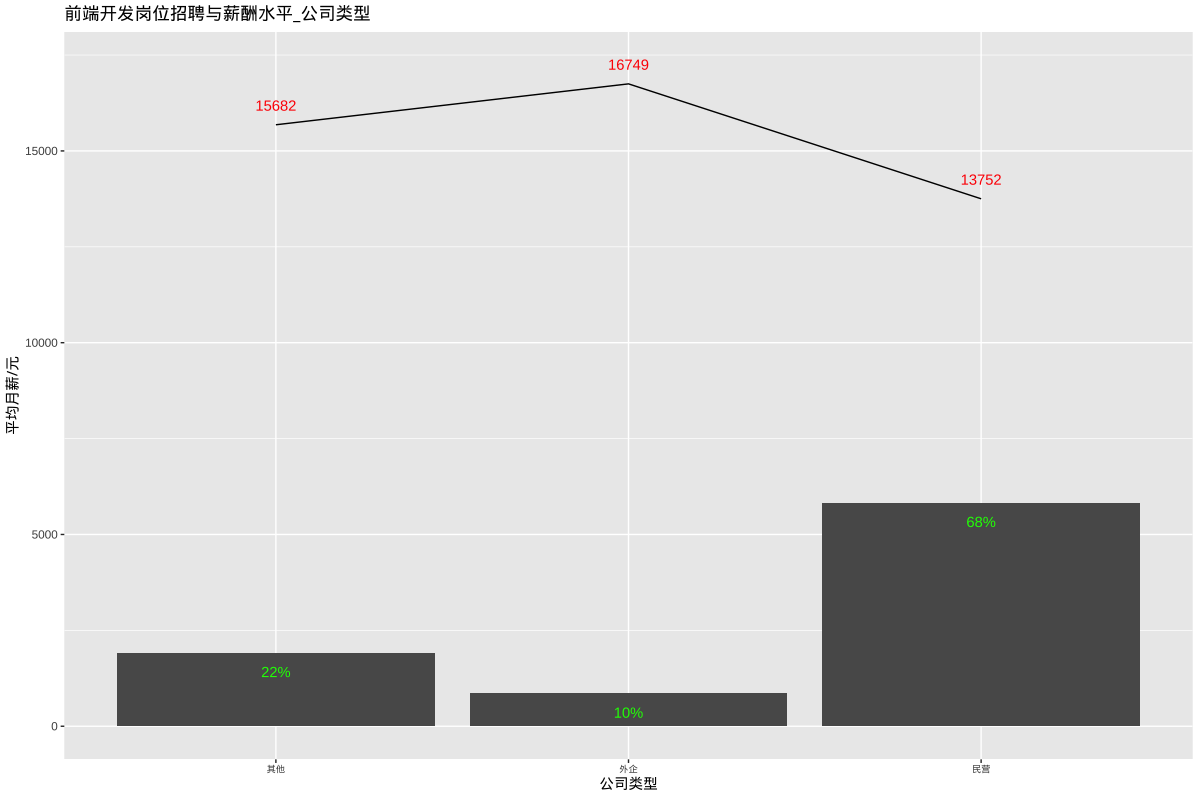 前端开发岗位招聘与薪酬水平_公司类型
16749
15682
15000
13752
10000
平均月薪/元
5000
68%
22%
10%
0
其他 外企 民营
公司类型